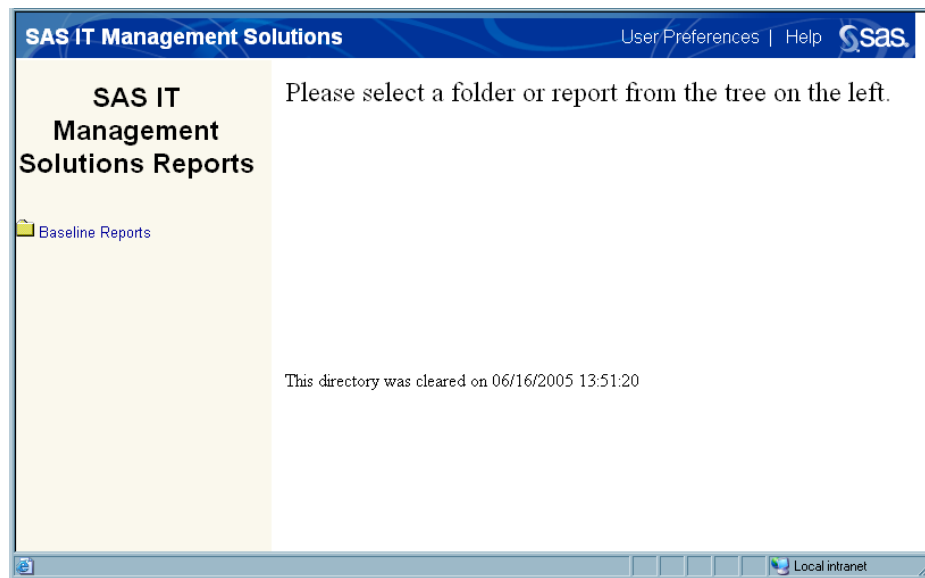 SAS IT Management Solutions
User Preferences | Help
sas.
SAS IT
Management
Solutions Reports
Please select a folder or report from the tree on the left.
Baseline Reports
This directory was cleared on 06/16/2005 13:51:20
Local intranet